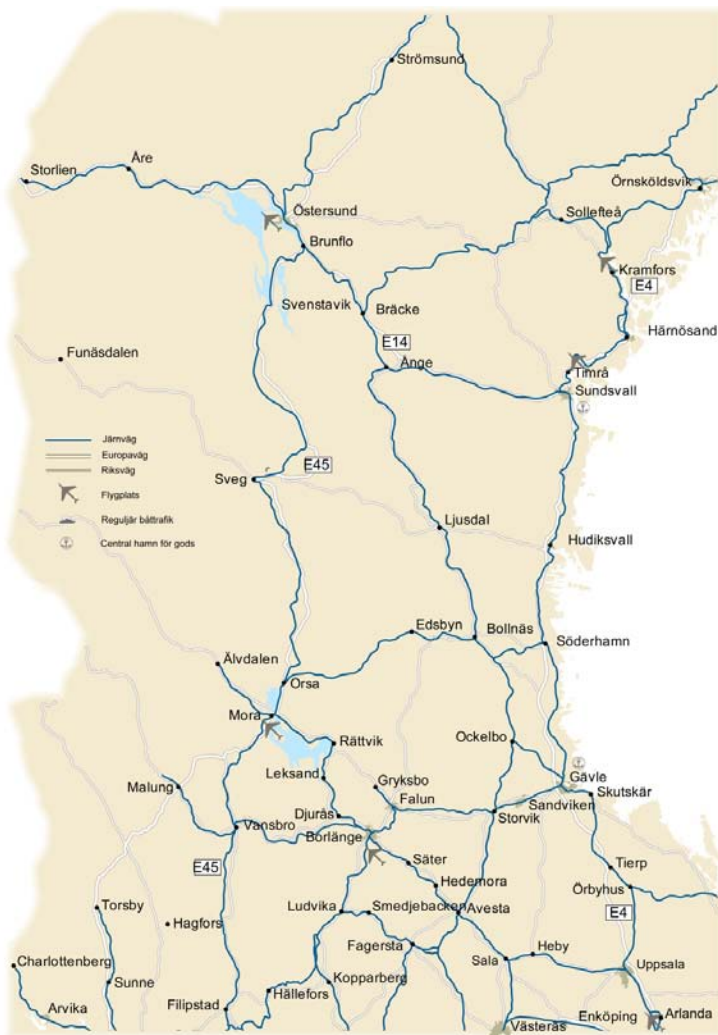 Strömsund
Åre
Storlien
Örnsköldsvik
Östersund
Sollefteå
Brunflo
Kramfors
E4
Svenstavik
Bräcke
Härnösand
E14
Funäsdalen
Ånge
Timrå
Sundsvall
Järnväg
Europaväg
Riksväg
Flygplats
Reguljär båttrafik
Central hamn för gods
E45
Sveg
Ljusdal
Hudiksvall
Edsbyn
Bollnäs
Söderhamn
Älvdalen
Orsa
Mora
Rättvik
Ockelbo
Leksand
Gryksbo
Gävle
Malung
Falun
Sandviken
Skutskär
Djurås
Storvik
Vansbro
Borlänge
Säter
Tierp
E45
Hedemora
Örbyhus
Torsby
Ludvika
Smedjebacken
Avesta
E4
Hagfors
Fagersta
Heby
Charlottenberg
Sala
Uppsala
Sunne
Kopparberg
Hällefors
Arvika
Filipstad
Enköping
Arlanda
Västerås